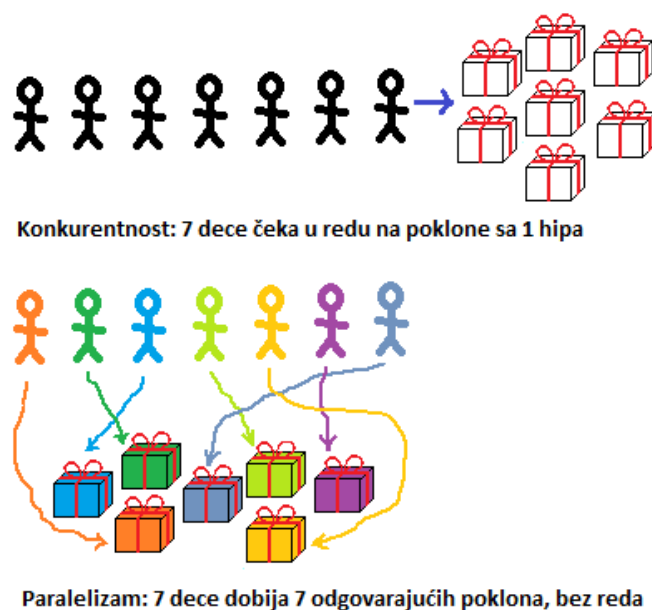 Konkurentnost: 7 dece čeka u redu na poklone sa 1 hipa
Paralelizam: 7 dece dobija 7 odgovarajućih poklona, bez reda